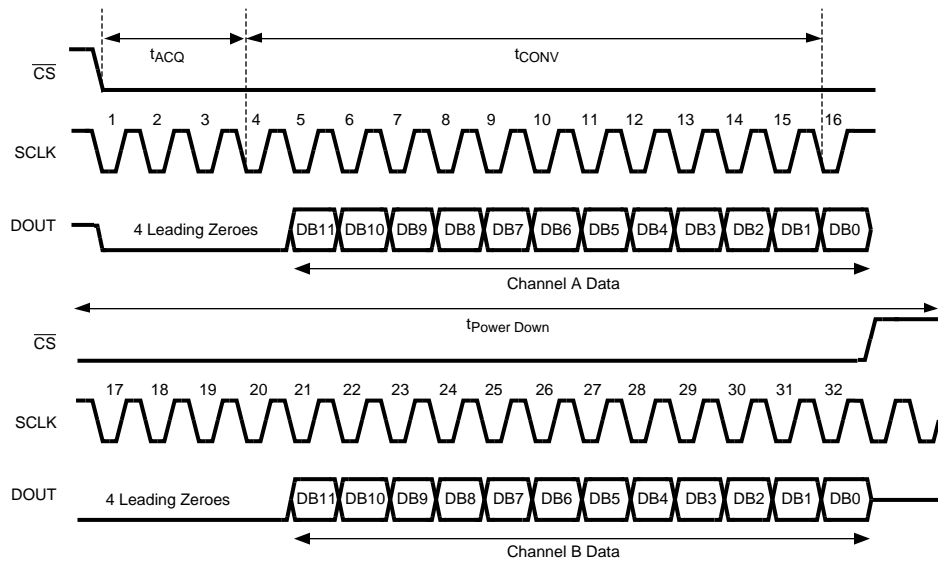 tACQ tCONV
CS
1 2 3 4 5 6 7 8 9 10 11 12 13 14 15 16
SCLK
DOUT 4 Leading Zeroes DB11 DB10 DB9 DB8 DB7 DB6 DB5 DB4 DB3 DB2 DB1 DB0
Channel A Data
tPower Down
CS
17 18 19 20 21 22 23 24 25 26 27 28 29 30 31 32
SCLK
DOUT 4 Leading Zeroes DB11 DB10 DB9 DB8 DB7 DB6 DB5 DB4 DB3 DB2 DB1 DB0
Channel B Data